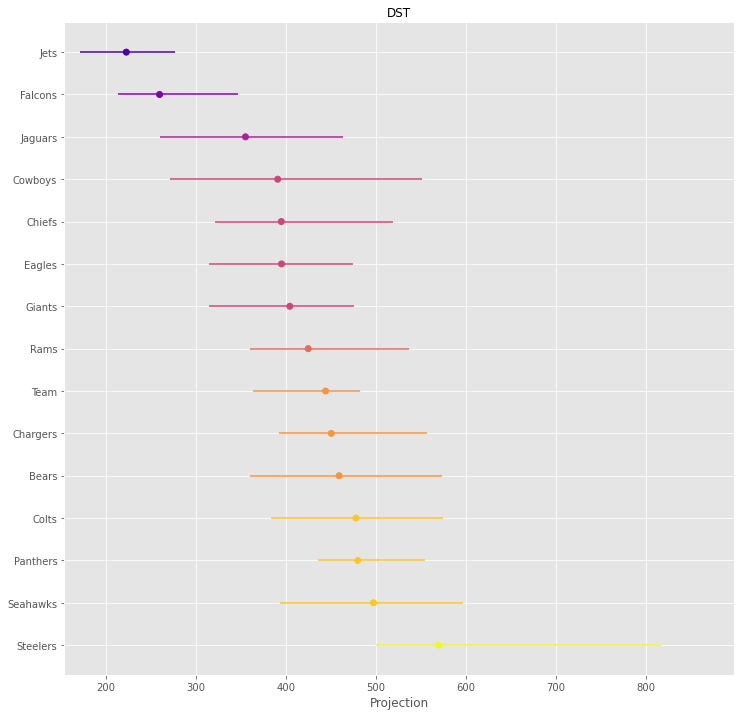 DST
Jets
Falcons
Jaguars
Cowboys
Chiefs
Eagles
Giants
Rams
Team
Chargers
Bears
Colts
Panthers
Seahawks
Steelers
200 300 400 500 600 700 800
Projection